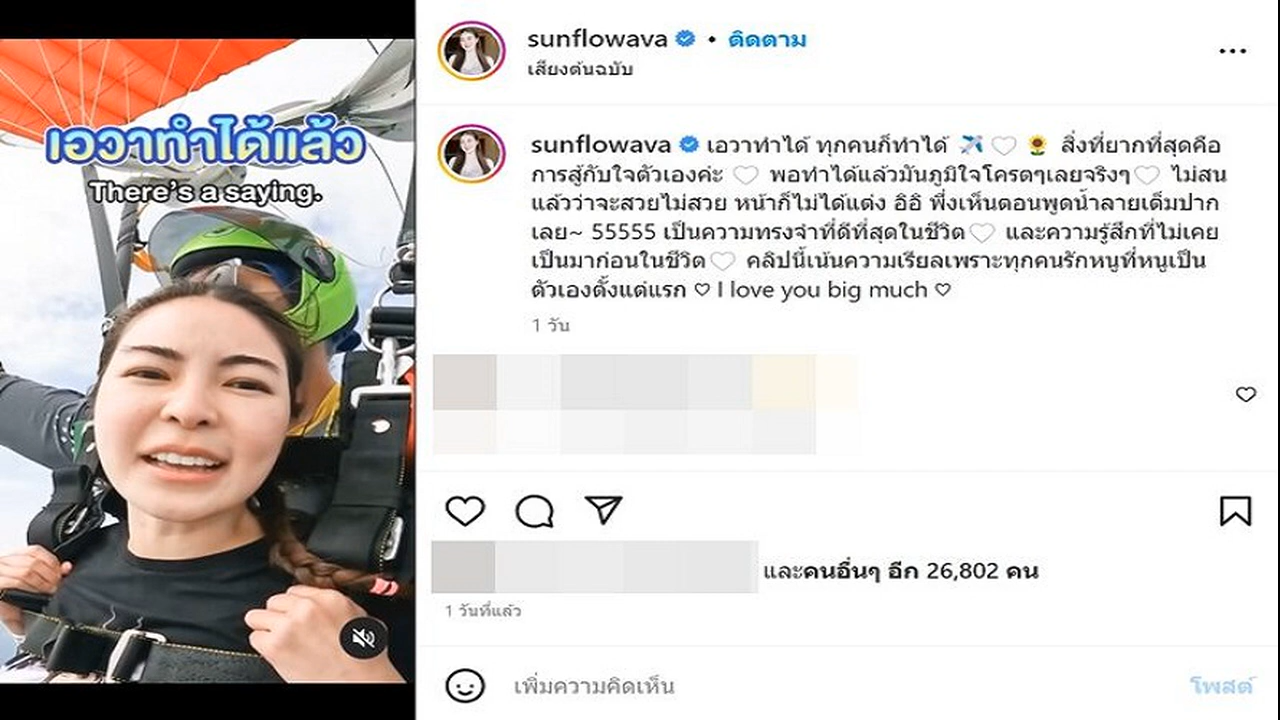 เอวาทำได้แล้ว
There's a saying.
sunflowava • ติดตาม
เสียงต้นฉบับ
sunflowava เอวาทำได้ ทุกคนก็ทำได้ ✈️🤍🌻 สิ่งที่ยากที่สุดคือ
การสู้กับใจตัวเองค่ะ 🤍 พอทำได้แล้วมันภูมิใจโครตๆเลยจริงๆ🤍 ไม่สน
แล้วว่าจะสวยไม่สวย หน้าก็ไม่ได้แต่ง อิอิ พึ่งเห็นตอนพูดน้ำลายเต็มปาก
เลย~ 55555 เป็นความทรงจำที่ดีที่สุดในชีวิต🤍 และความรู้สึกที่ไม่เคย
เป็นมาก่อนในชีวิต🤍 คลิปนี้เน้นความเรียลเพราะทุกคนรักหนูที่หนูเป็น
ตัวเองตั้งแต่แรก ♡ I love you big much ♡
1 วัน
และคนอื่นๆ อีก 26,802 คน
1 วันที่แล้ว
เพิ่มความคิดเห็น
โพสต์